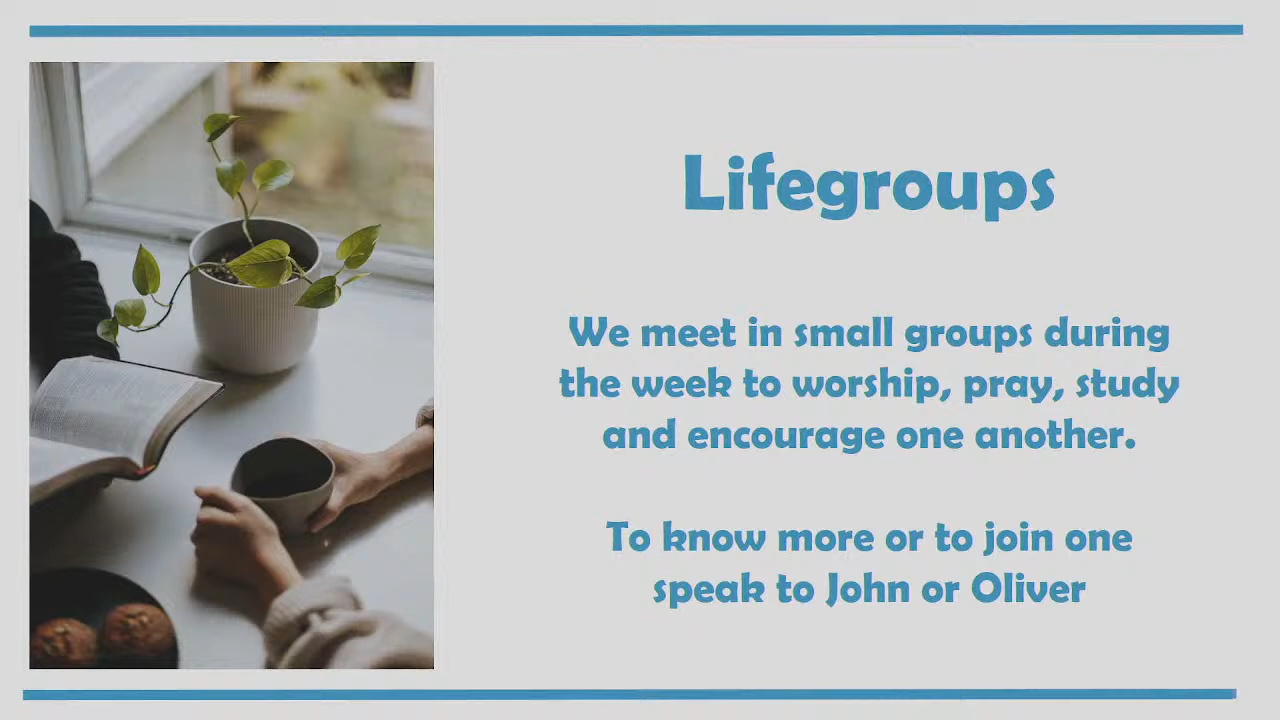 Lifegroups
We meet in small groups during
the week to worship, pray, study
and encourage one another.
To know more or to join one
speak to John or Oliver